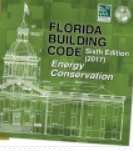 FLORIDA
BUILDING
CODE Sixth Edition
(2017)
Energy
Conservation